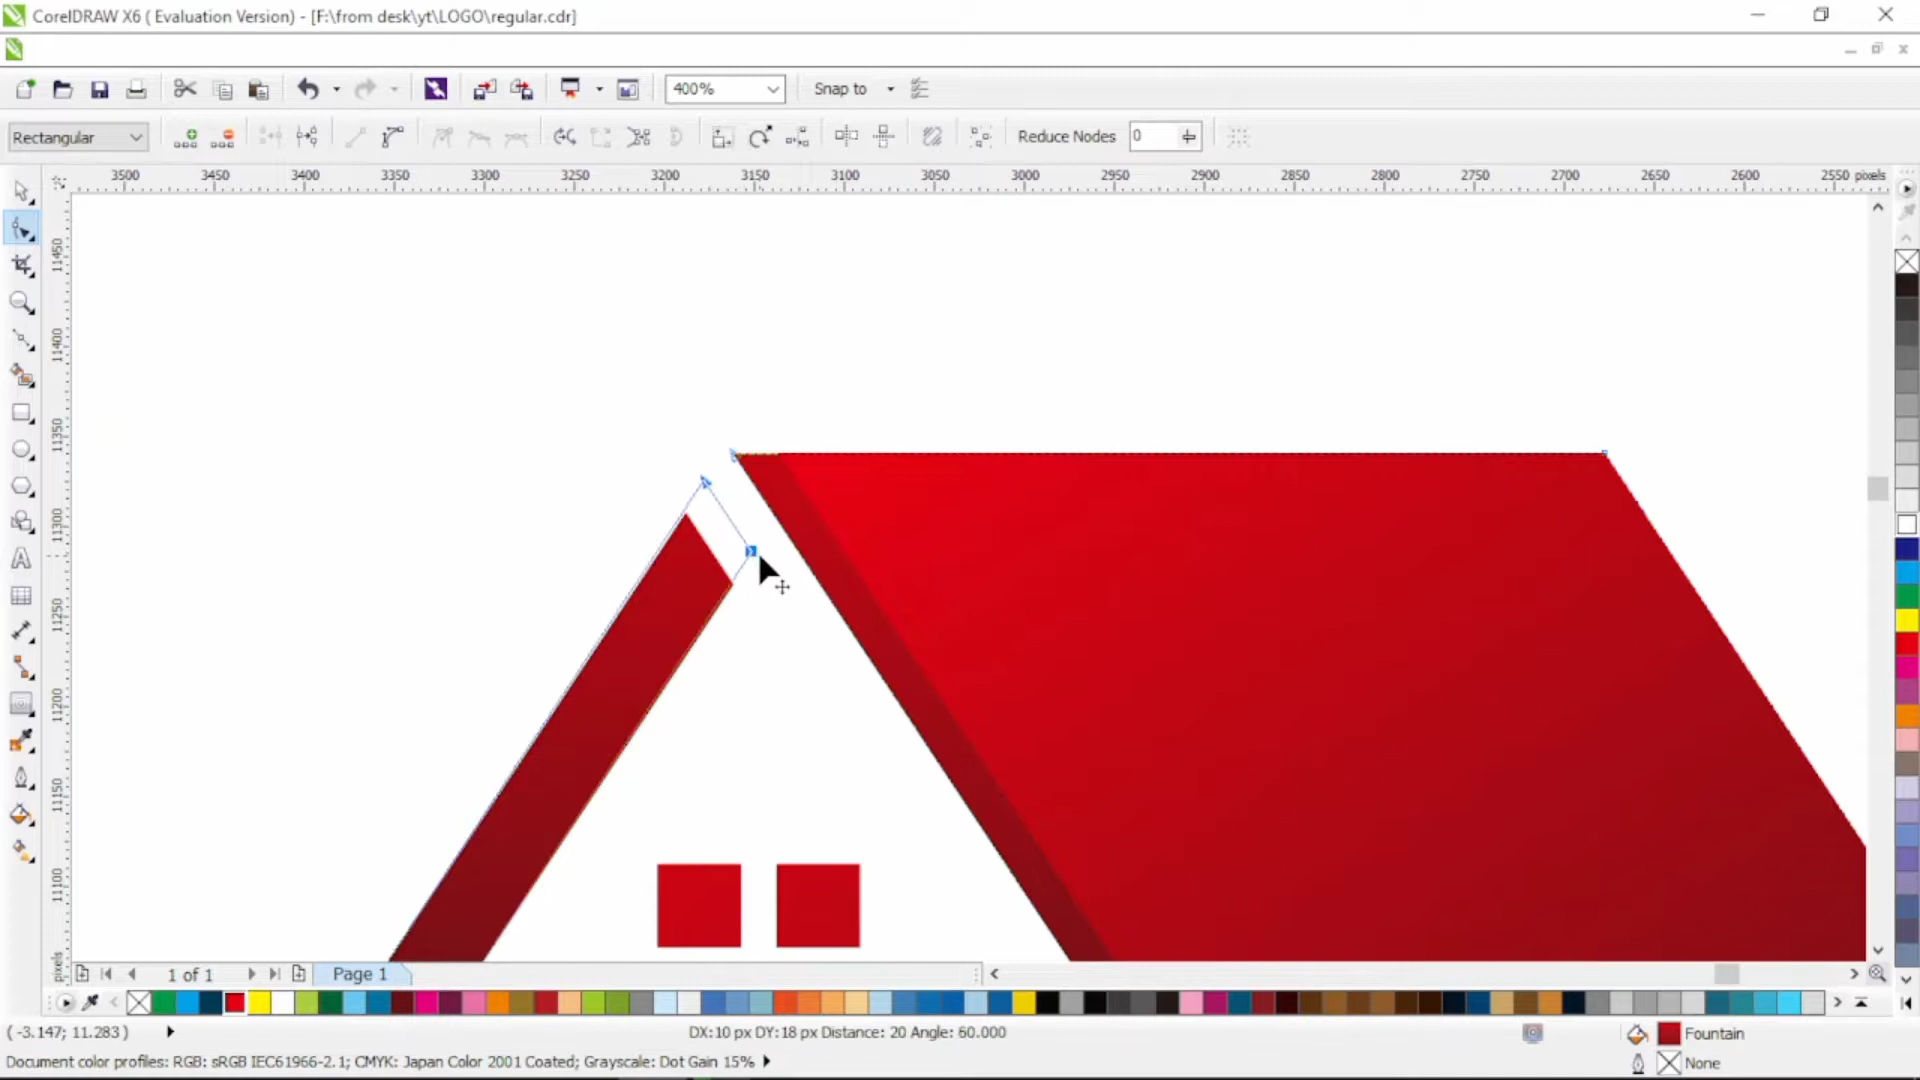 CorelDRAW X6 ( Evaluation Version) - [F:\from desk\yt\LOGO\regular.cdr]
400%
Snap to
Rectangular
Reduce Nodes 0
3500 3450 3400 3350 3300 3250 3200 3150 3100 3050 3000 2950 2900 2850 2800 2750 2700 2650 2600 2550 pixels
11450
11400
11350
11300
11250
11200
11150
11100
pixels
1 of 1
Page 1
( -3.147; 11.283 )
DX:10 px DY:18 px Distance: 20 Angle: 60.000
Fountain
Document color profiles: RGB: sRGB IEC61966-2.1; CMYK: Japan Color 2001 Coated; Grayscale: Dot Gain 15%
None